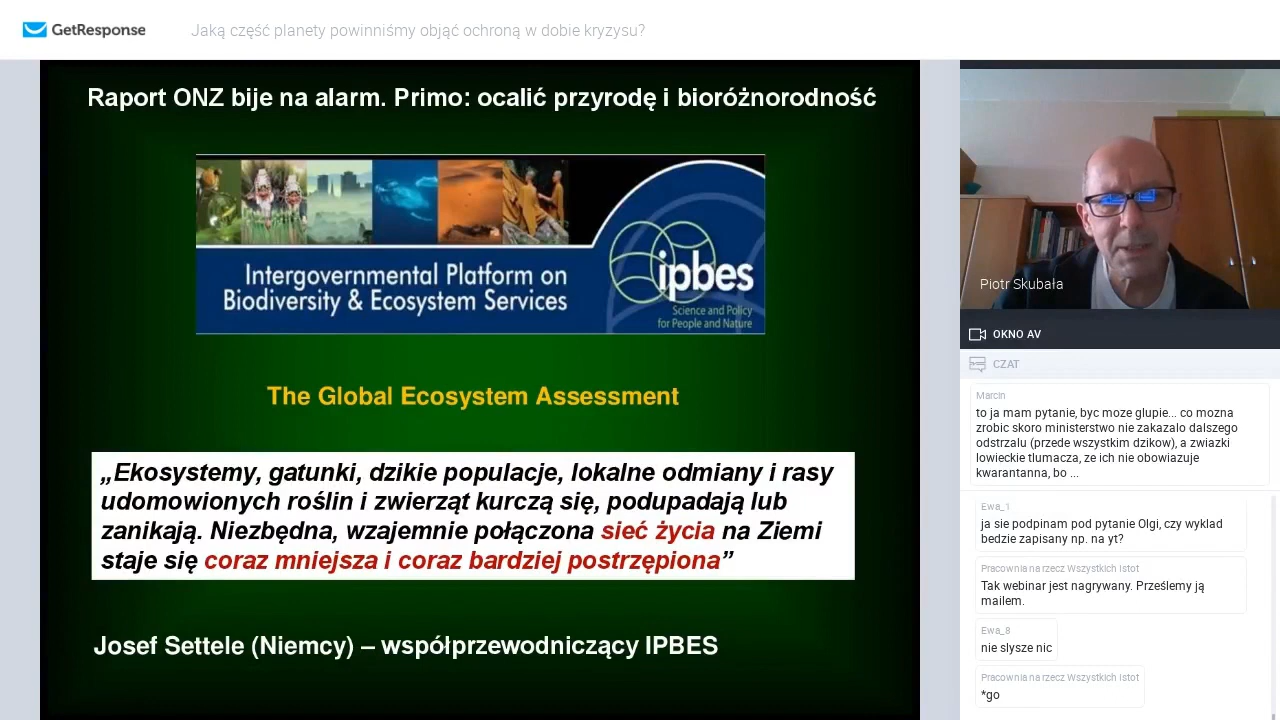 GetResponse
Jaką część planety powinniśmy objąć ochroną w dobie kryzysu?
Raport ONZ bije na alarm. Primo: ocalić przyrodę i bioróżnorodność
Intergovernmental Platform on
Biodiversity & Ecosystem Services
ipbes
Science and Policy
for People and Nature
The Global Ecosystem Assessment
„Ekosystemy, gatunki, dzikie populacje, lokalne odmiany i rasy
udomowionych roślin i zwierząt kurczą się, podupadają lub
zanikają. Niezbędna, wzajemnie połączona sieć życia na Ziemi
staje się coraz mniejsza i coraz bardziej postrzępiona”
Josef Settele (Niemcy) – współprzewodniczący IPBES
Piotr Skubała
OKNO AV
CZAT
Marcin
to ja mam pytanie, byc moze glupie... co mozna
zrobic skoro ministerstwo nie zakazalo dalszego
odstrzalu (przede wszystkim dzikow), a zwiazki
lowieckie tlumacza, ze ich nie obowiazuje
kwarantanna, bo ...
Ewa_1
ja sie podpisam pod pytanie Olgi, czy wyklad
bedzie zapisany np. na yt?
Pracownia na rzecz Wszystkich Istot
Tak webinar jest nagrywany. Prześlemy ją
mailem.
Ewa_8
nie slysze nic
Pracownia na rzecz Wszystkich Istot
*go